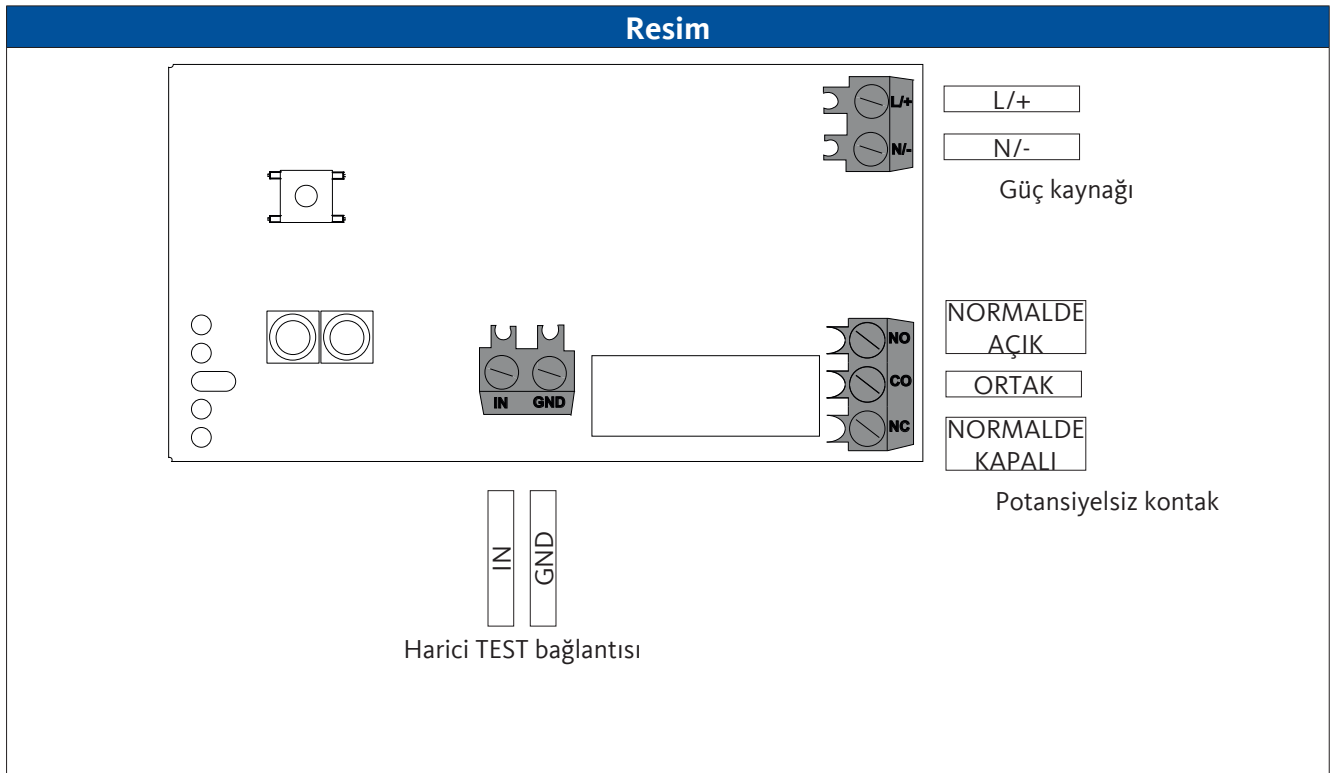 Resim
L/+
L/+
N/-
N/-
Güç kaynağı
NORMALDE
AÇIK
NO
CO
ORTAK
NC
NORMALDE
KAPALI
Potansiyelsiz kontak
IN GND
IN
GND
Harici TEST bağlantısı